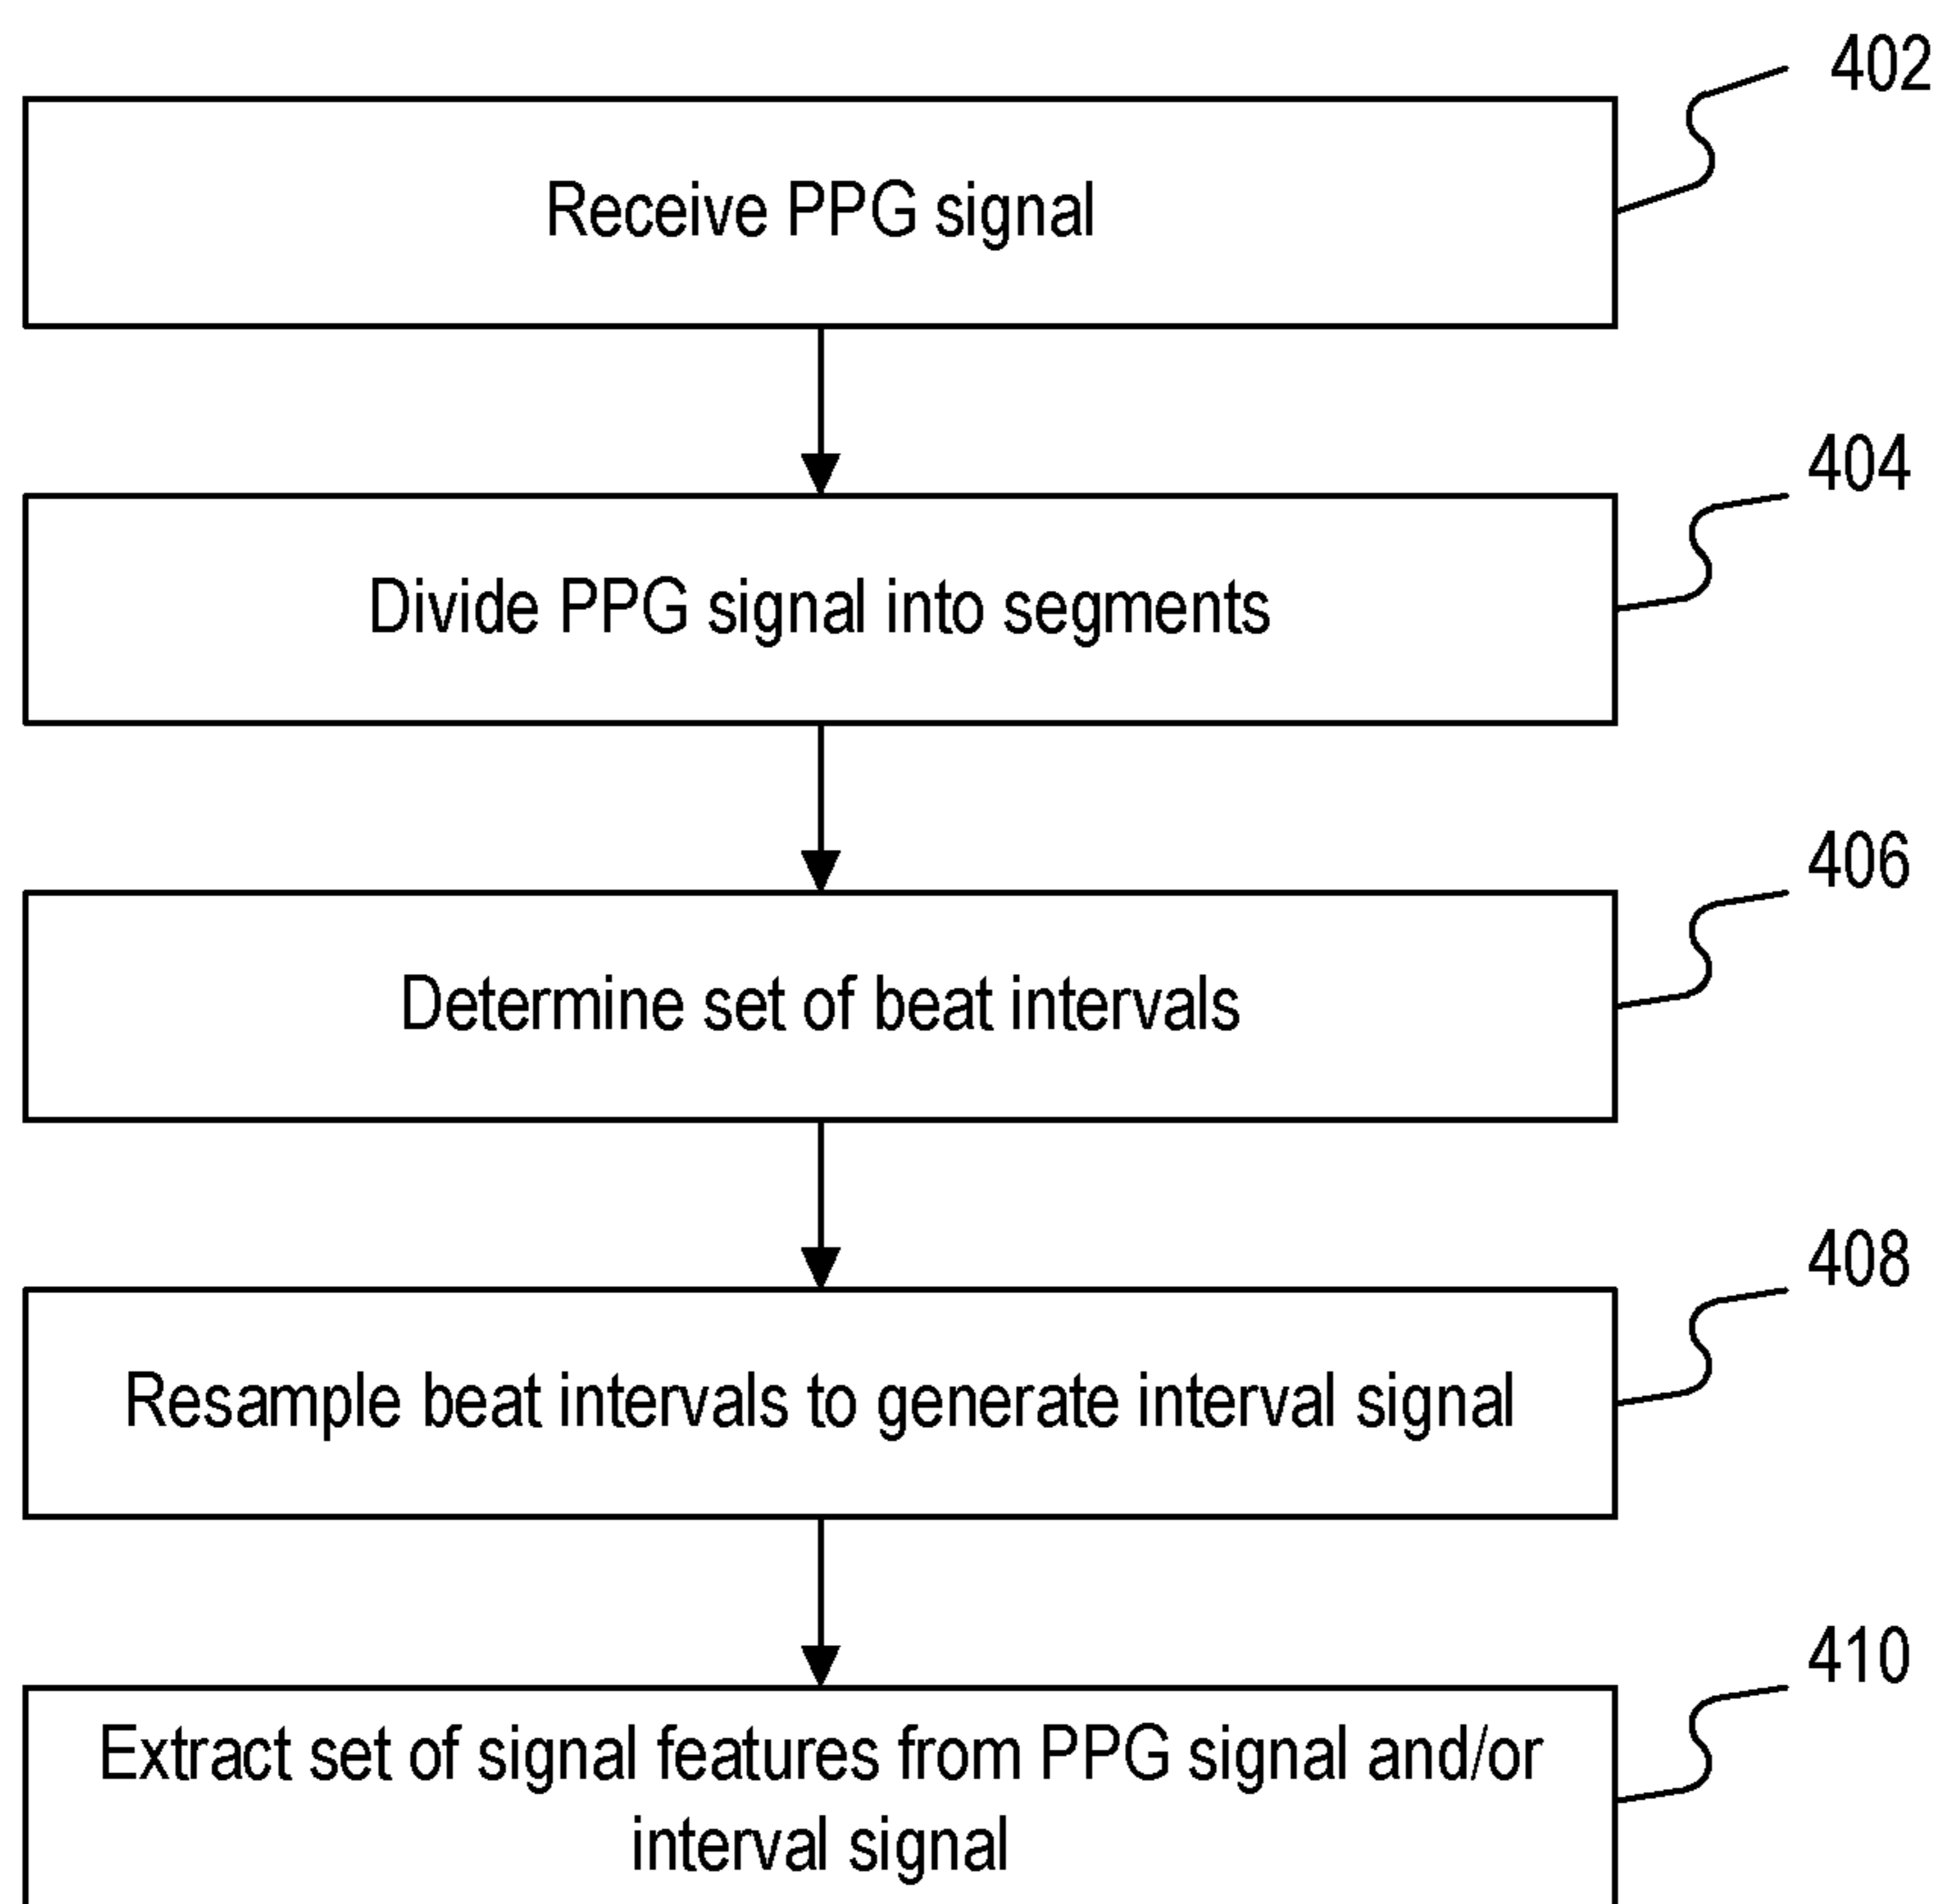 402
Receive PPG signal
404
Divide PPG signal into segments
406
Determine set of beat intervals
408
Resample beat intervals to generate interval signal
410
Extract set of signal features from PPG signal and/or
interval signal